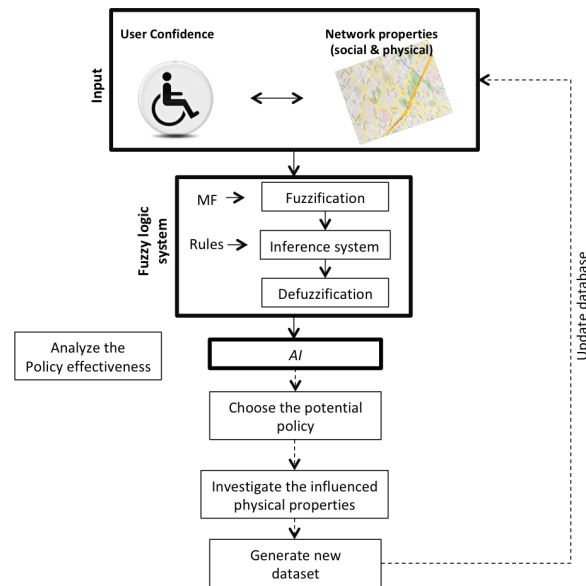 User Confidence
Network properties
(social & physical)
Input
Fuzzy logic
system
MF
Fuzzification
Rules
Inference system
Defuzzification
Update database
Analyze the
Policy effectiveness
AI
Choose the potential
policy
Investigate the influenced
physical properties
Generate new
dataset